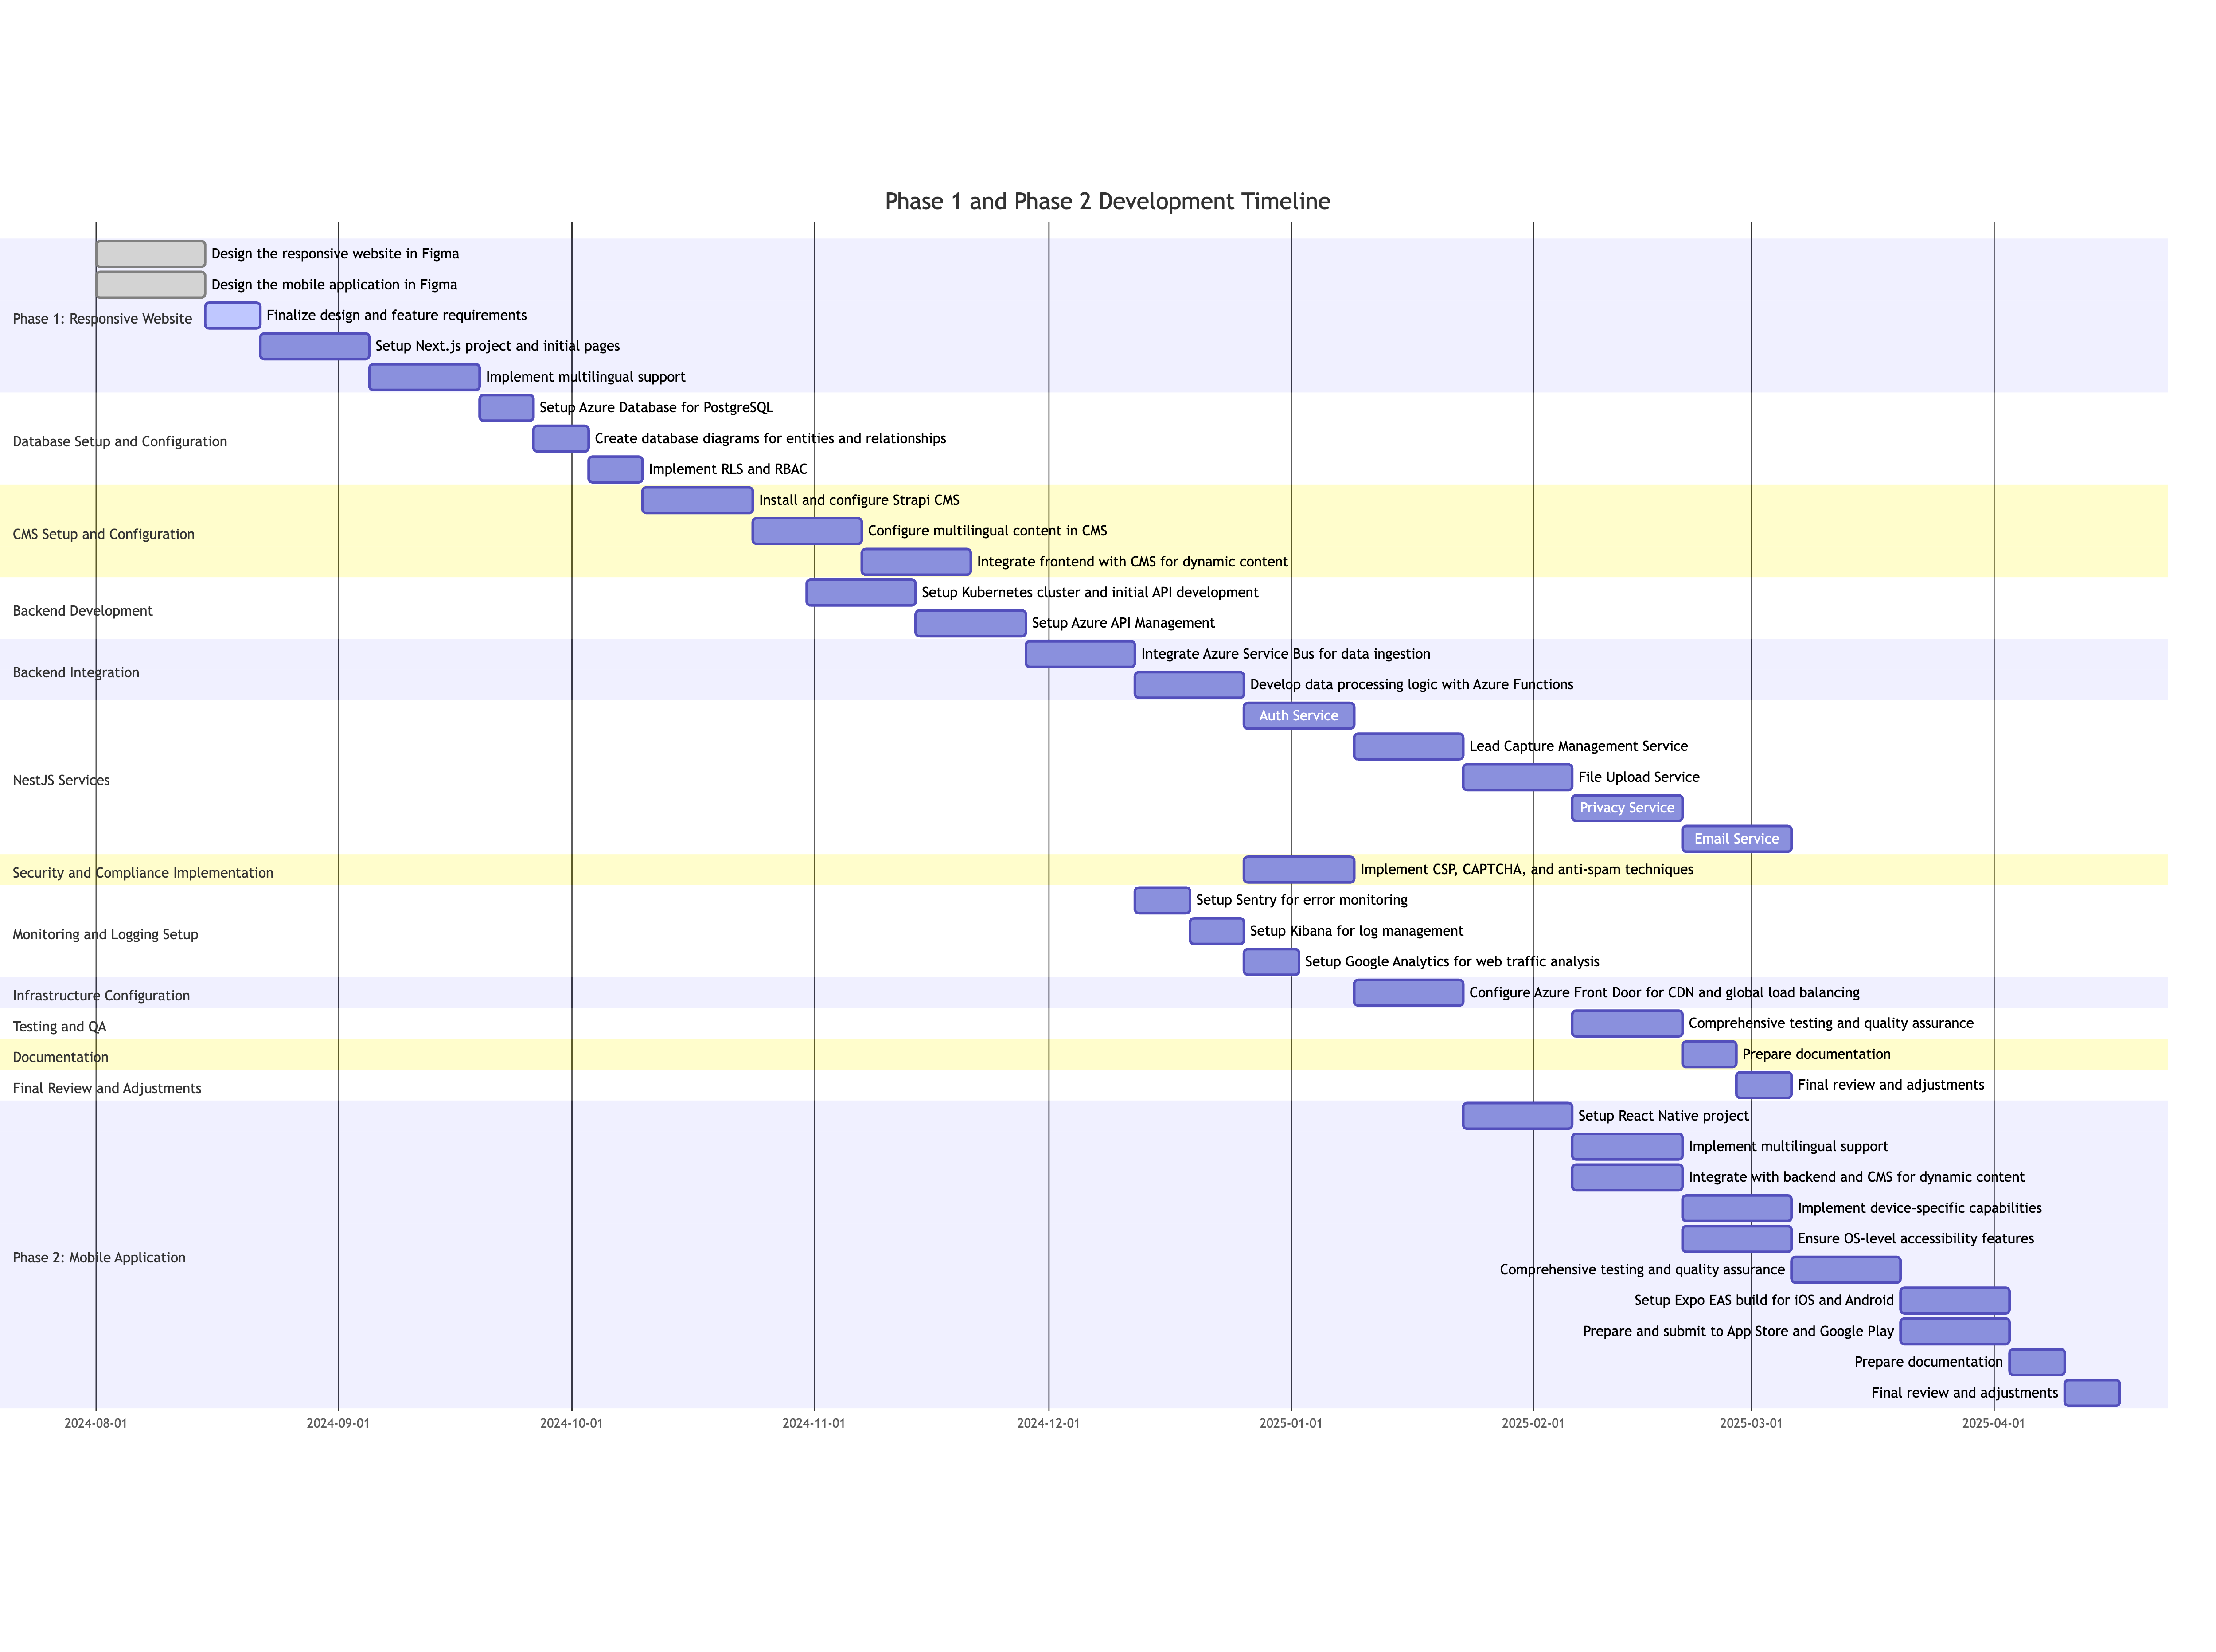 Phase 1 and Phase 2 Development Timeline
Design the responsive website in Figma
Design the mobile application in Figma
Phase 1: Responsive Website
Finalize design and feature requirements
Setup Next.js project and initial pages
Implement multilingual support
Setup Azure Database for PostgreSQL
Database Setup and Configuration
Create database diagrams for entities and relationships
Implement RLS and RBAC
Install and configure Strapi CMS
CMS Setup and Configuration
Configure multilingual content in CMS
Integrate frontend with CMS for dynamic content
Setup Kubernetes cluster and initial API development
Backend Development
Setup Azure API Management
Integrate Azure Service Bus for data ingestion
Backend Integration
Develop data processing logic with Azure Functions
Auth Service
Lead Capture Management Service
NestJS Services
File Upload Service
Privacy Service
Email Service
Security and Compliance Implementation
Implement CSP, CAPTCHA, and anti-spam techniques
Setup Sentry for error monitoring
Monitoring and Logging Setup
Setup Kibana for log management
Setup Google Analytics for web traffic analysis
Infrastructure Configuration
Configure Azure Front Door for CDN and global load balancing
Testing and QA
Comprehensive testing and quality assurance
Documentation
Prepare documentation
Final Review and Adjustments
Final review and adjustments
Setup React Native project
Implement multilingual support
Integrate with backend and CMS for dynamic content
Implement device-specific capabilities
Ensure OS-level accessibility features
Phase 2: Mobile Application
Comprehensive testing and quality assurance
Setup Expo EAS build for iOS and Android
Prepare and submit to App Store and Google Play
Prepare documentation
Final review and adjustments
2024-08-01
2024-09-01
2024-10-01
2024-11-01
2024-12-01
2025-01-01
2025-02-01
2025-03-01
2025-04-01